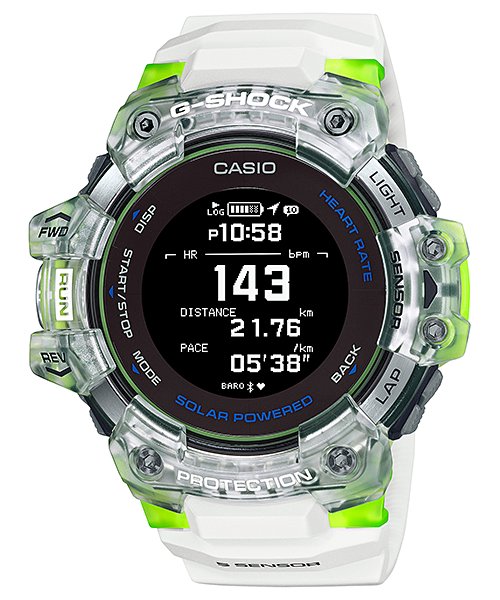 G-SHOCK
CASIO
LOG 10
P10:58
HR bpm
143
DISTANCE km
21.76
PACE /km
05'38"
BARO
DISP
FWD
RUN
START/STOP
REV
MODE
LIGHT
HEART RATE
SENSOR
BACK
LAP
SOLAR POWERED
PROTECTION
5 SENSOR